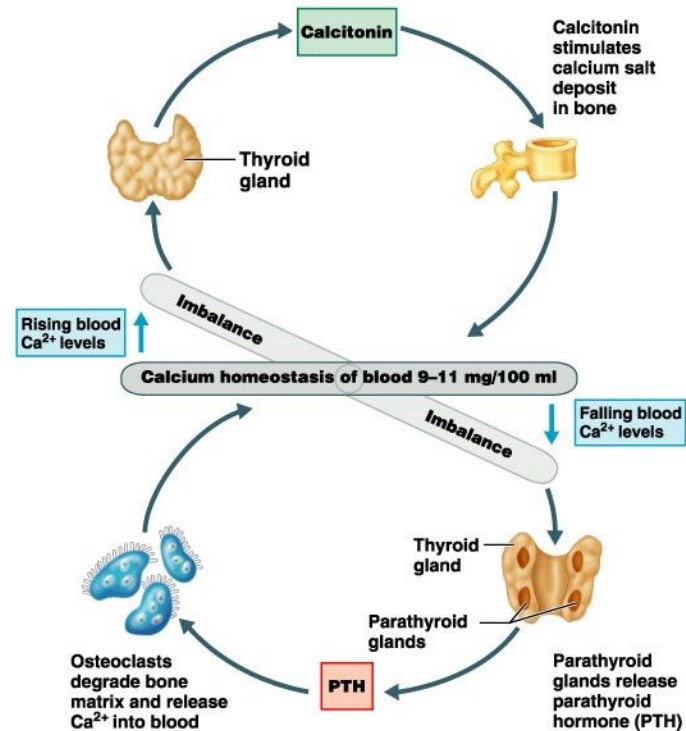 Calcitonin
Calcitonin
stimulates
calcium salt
deposit
in bone
Thyroid
gland
Imbalance
Rising blood
Ca²⁺ levels
Calcium homeostasis of blood 9–11 mg/100 ml
Imbalance
Falling blood
Ca²⁺ levels
Thyroid
gland
Parathyroid
glands
Osteoclasts
degrade bone
matrix and release
Ca²⁺ into blood
PTH
Parathyroid
glands release
parathyroid
hormone (PTH)